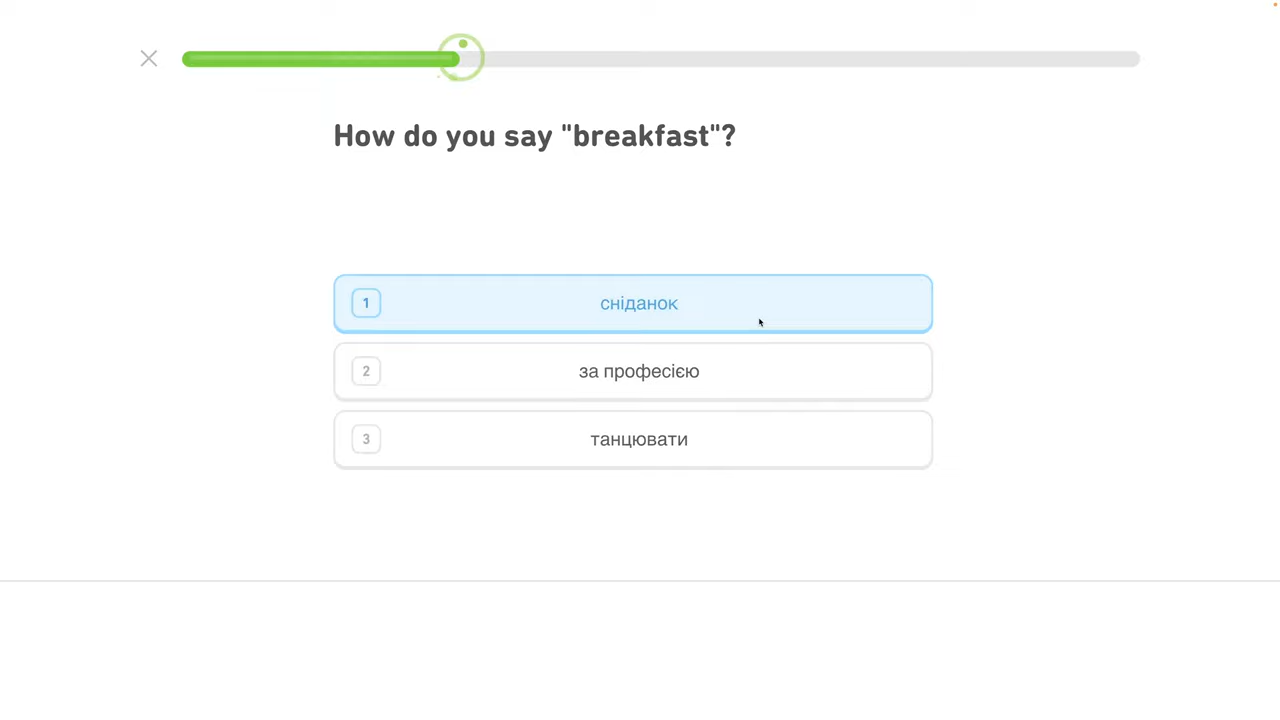 How do you say "breakfast"?
1 сніданок
2 за професією
3 танцювати